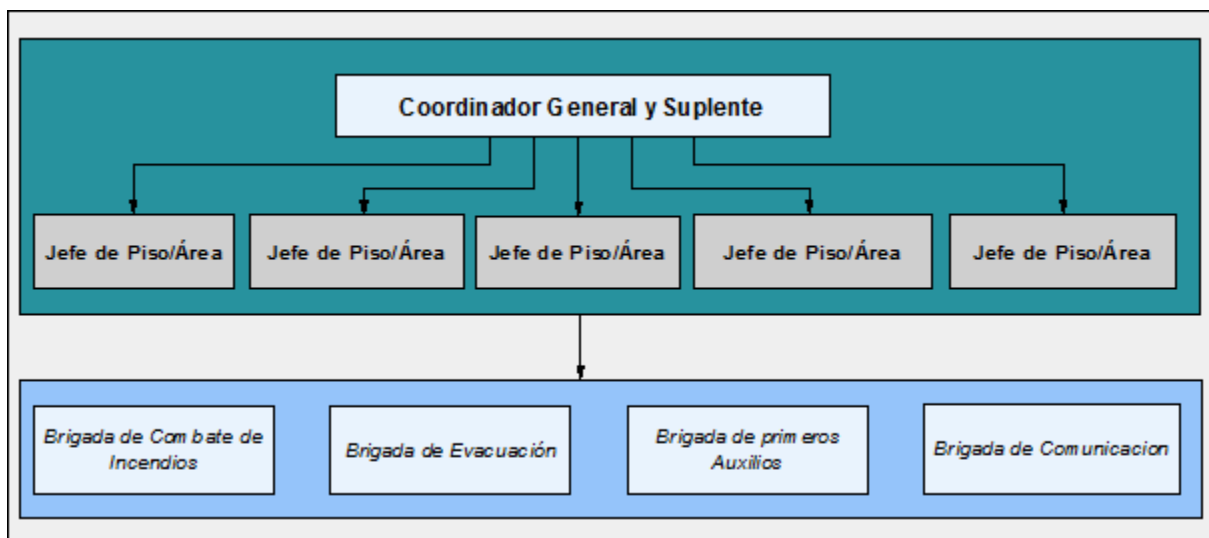 Coordinador General y Suplente
Jefe de Piso/Área
Jefe de Piso/Área
Jefe de Piso/Área
Jefe de Piso/Área
Jefe de Piso/Área
Brigada de Combate de
Incendios
Brigada de Evacuación
Brigada de primeros
Auxilios
Brigada de Comunicacion